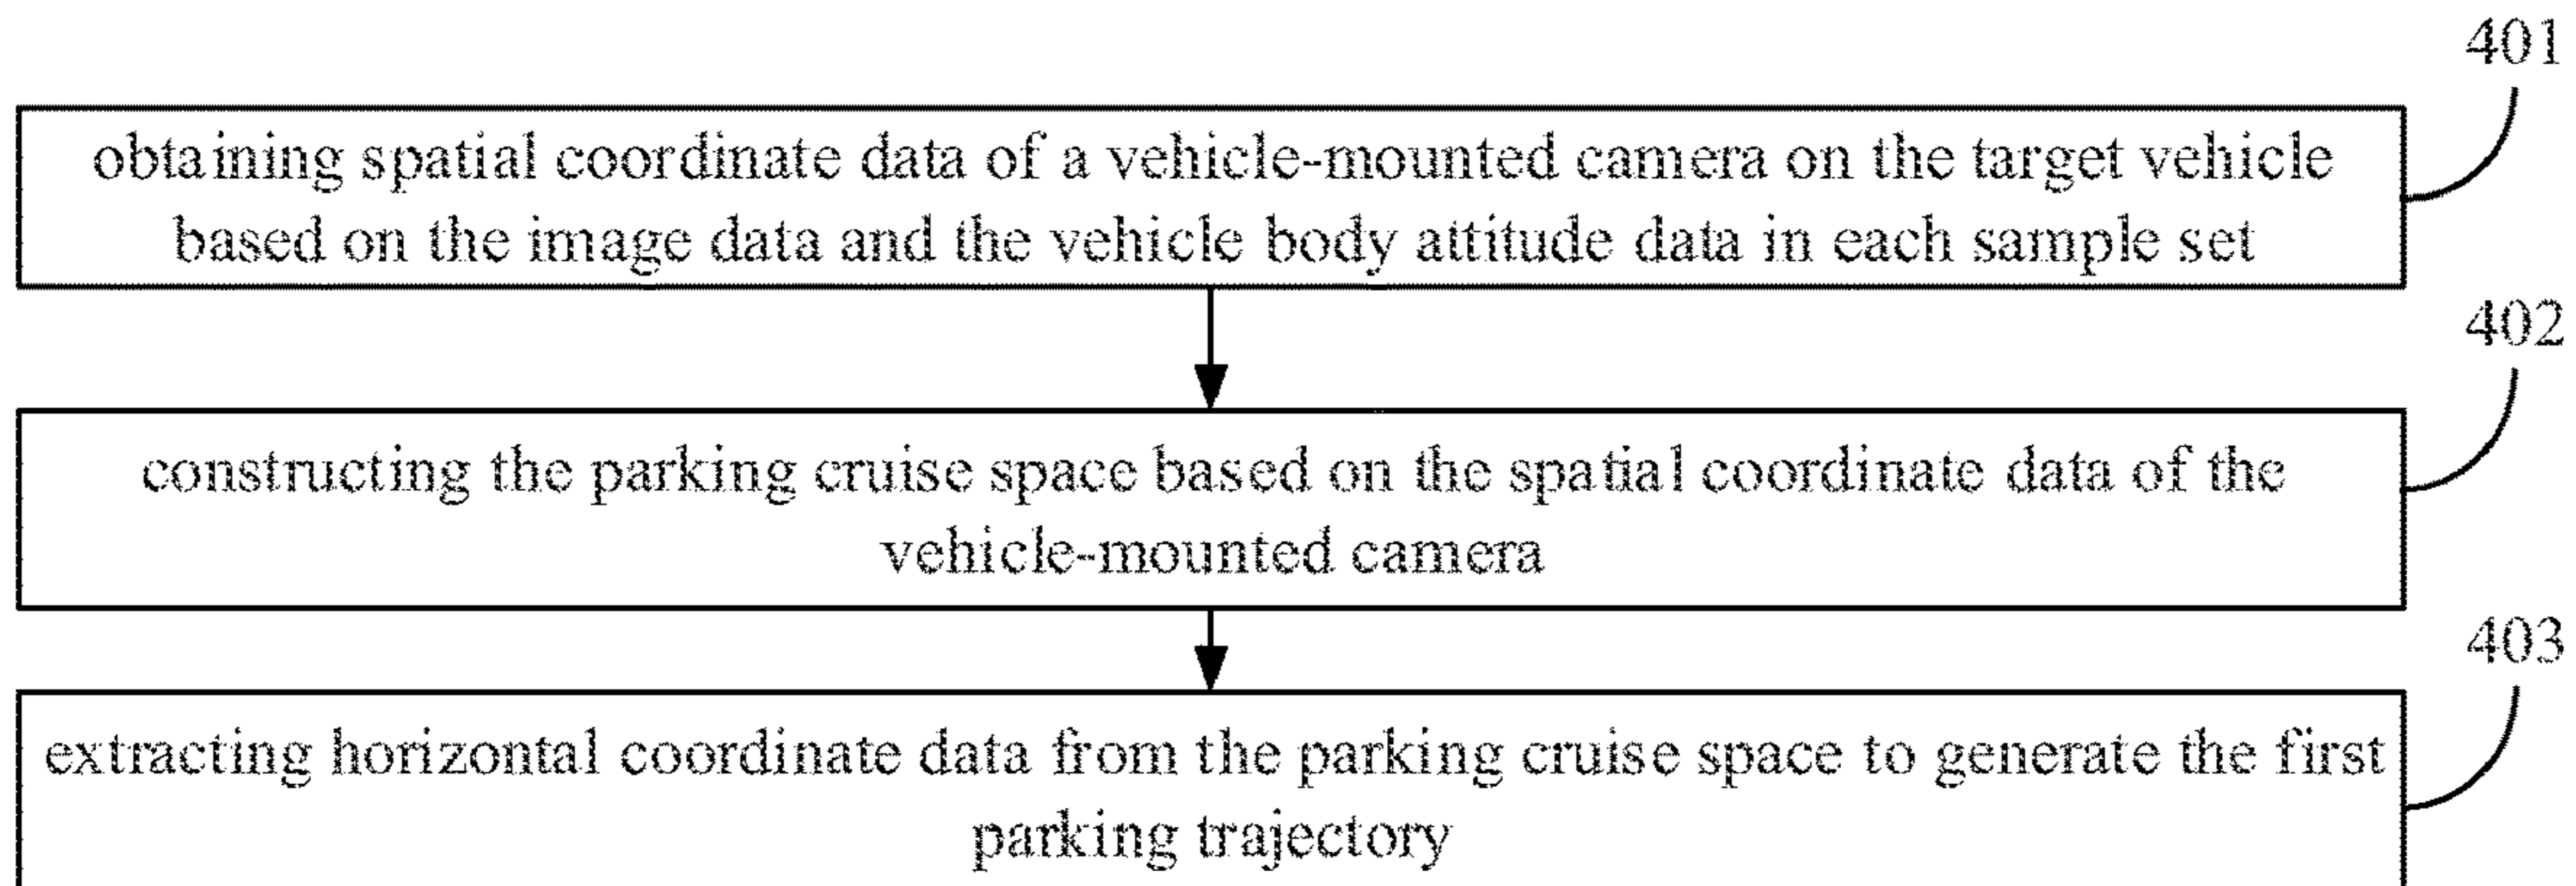 401
obtaining spatial coordinate data of a vehicle-mounted camera on the target vehicle
based on the image data and the vehicle body attitude data in each sample set
402
constructing the parking cruise space based on the spatial coordinate data of the
vehicle-mounted camera
403
extracting horizontal coordinate data from the parking cruise space to generate the first
parking trajectory